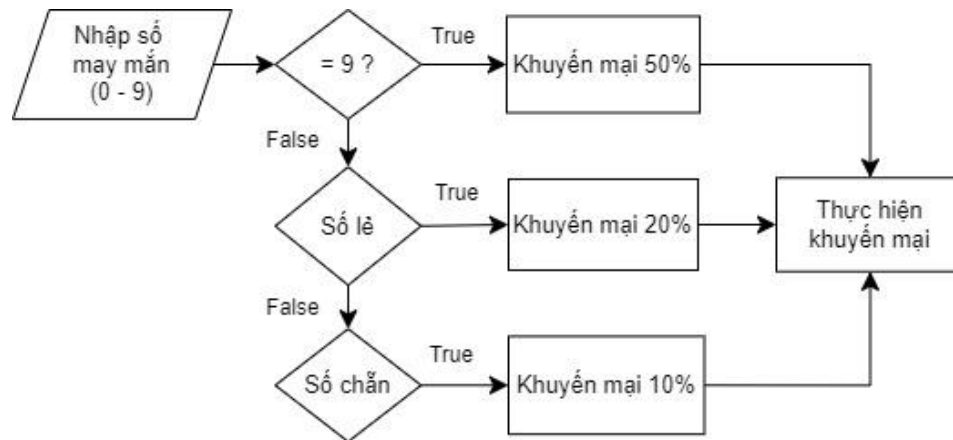 Nhập số
may mắn
(0 - 9)
= 9 ?
True
Khuyến mại 50%
False
Số lẻ
True
Khuyến mại 20%
Thực hiện
khuyến mại
False
Số chẵn
True
Khuyến mại 10%